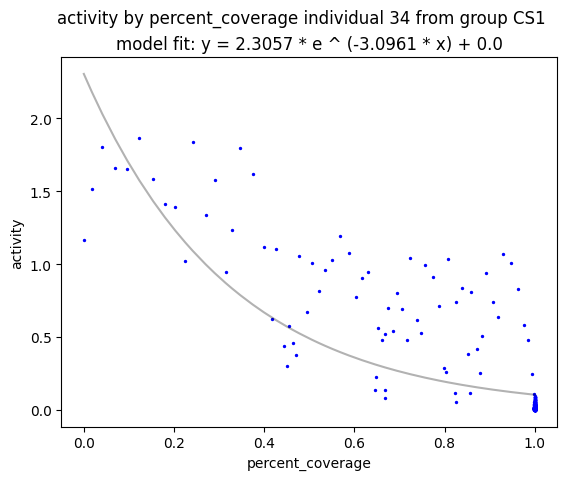 activity by percent_coverage individual 34 from group CS1
model fit: y = 2.3057 * e ^ (-3.0961 * x) + 0.0
2.0
1.5
activity
1.0
0.5
0.0
0.0 0.2 0.4 0.6 0.8 1.0
percent_coverage